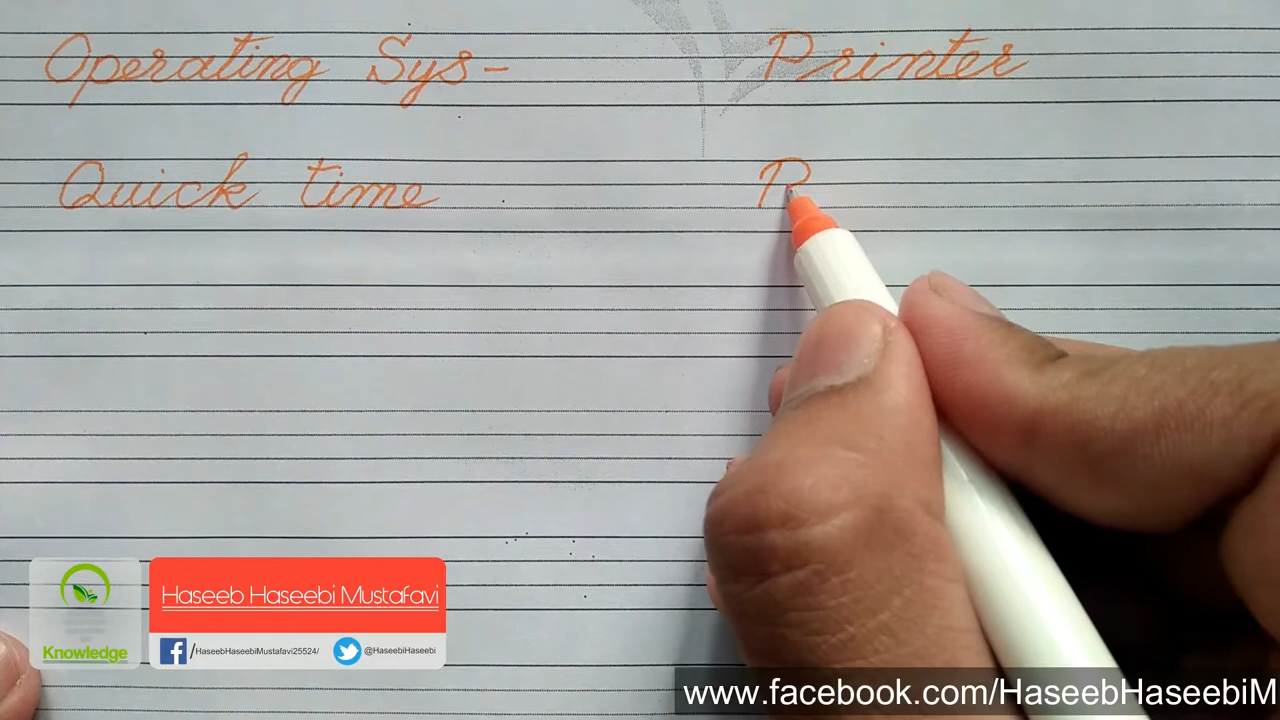 Operating Sys- Printer
Quick time R
Haseeb Haseebi Mustafavi
Knowledge
/HaseebHaseebiMustafavi25524/ @HaseebiHaseebi
www.facebook.com/HaseebHaseebiM